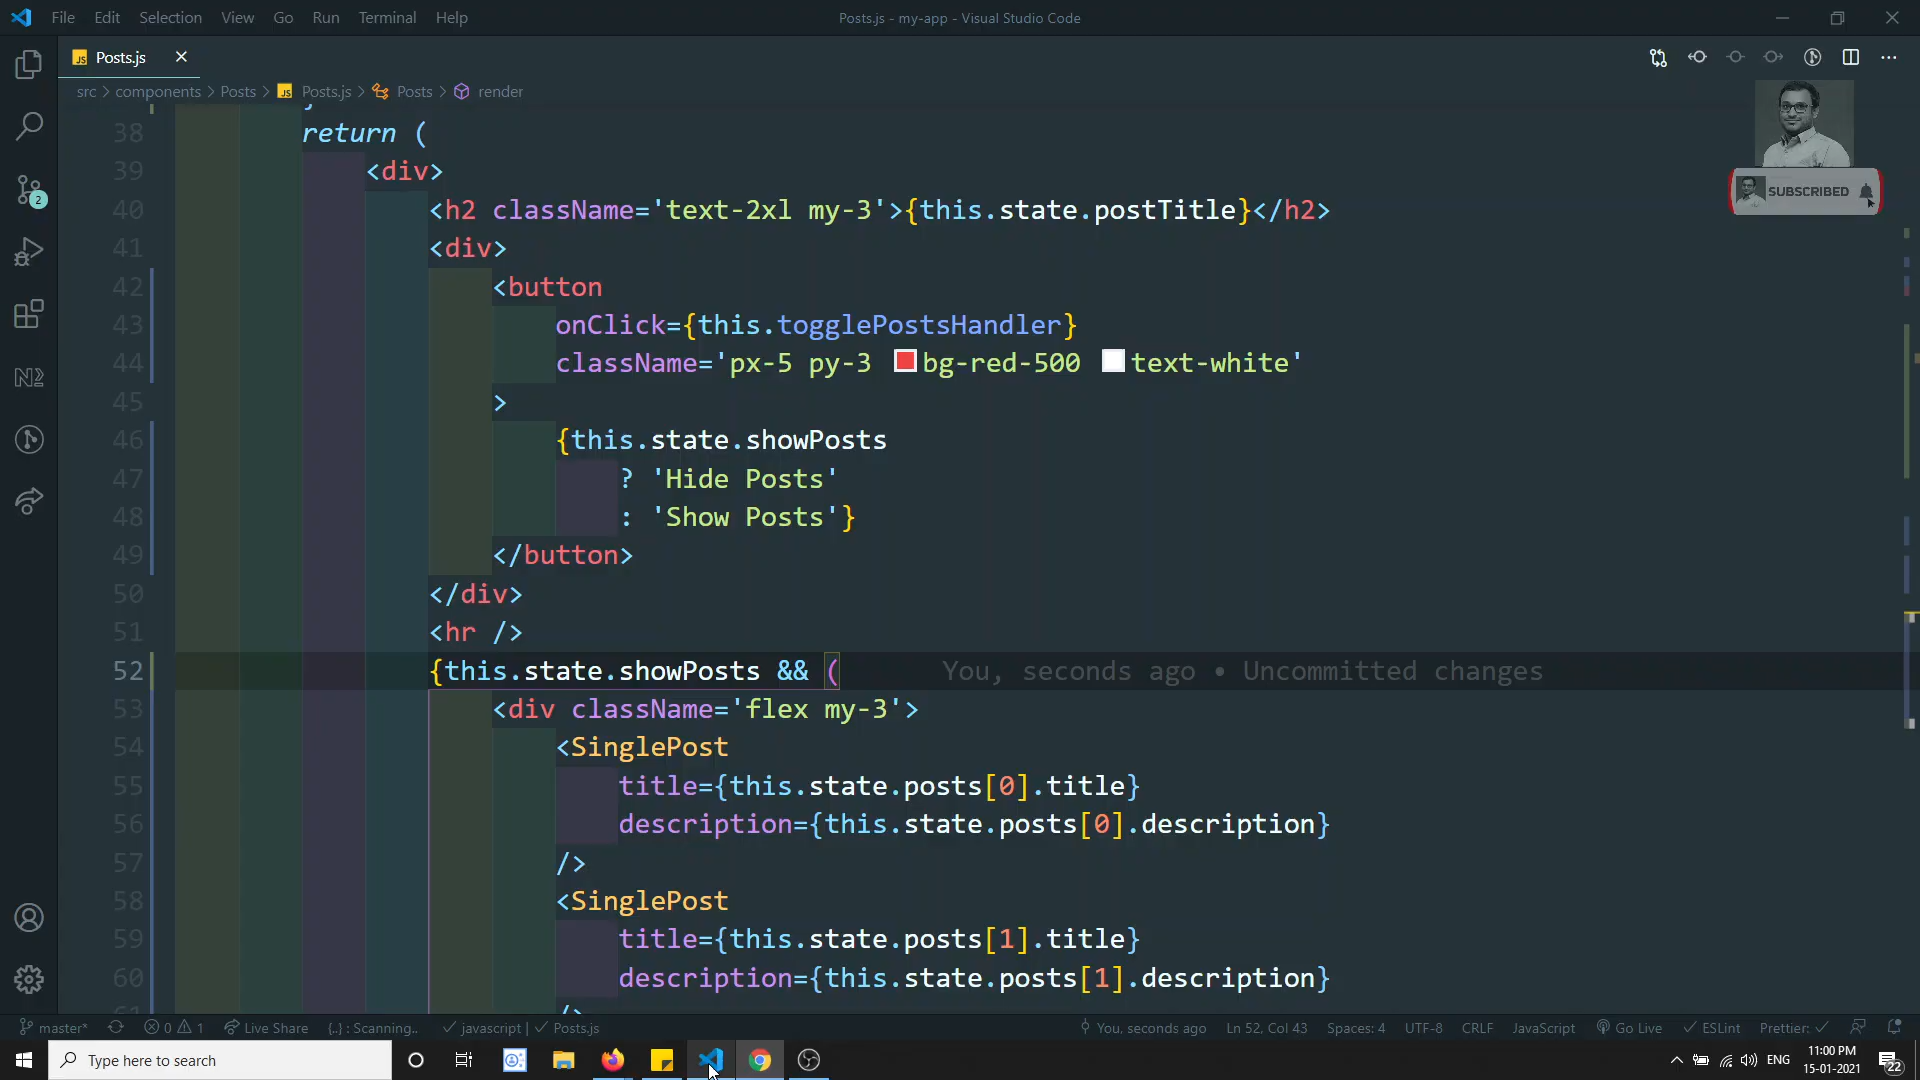 File Edit Selection View Go Run Terminal Help
Posts.js - my-app - Visual Studio Code
JS Posts.js
src > components > Posts > JS Posts.js > Posts > render
SUBSCRIBED
38 return (
39 <div>
40 <h2 className='text-2xl my-3'>{this.state.postTitle}</h2>
41 <div>
42 <button
43 onClick={this.togglePostsHandler}
44 className='px-5 py-3 bg-red-500 text-white'
45 >
46 {this.state.showPosts
47 ? 'Hide Posts'
48 : 'Show Posts'}
49 </button>
50 </div>
51 <hr />
52 {this.state.showPosts && ( You, seconds ago • Uncommitted changes
53 <div className='flex my-3'>
54 <SinglePost
55 title={this.state.posts[0].title}
56 description={this.state.posts[0].description}
57 />
58 <SinglePost
59 title={this.state.posts[1].title}
60 description={this.state.posts[1].description}
2
master* 0 1 Live Share {..} : Scanning.. javascript | Posts.js You, seconds ago Ln 52, Col 43 Spaces: 4 UTF-8 CRLF JavaScript Go Live ESLint Prettier:
Type here to search
ENG
11:00 PM
15-01-2021
22